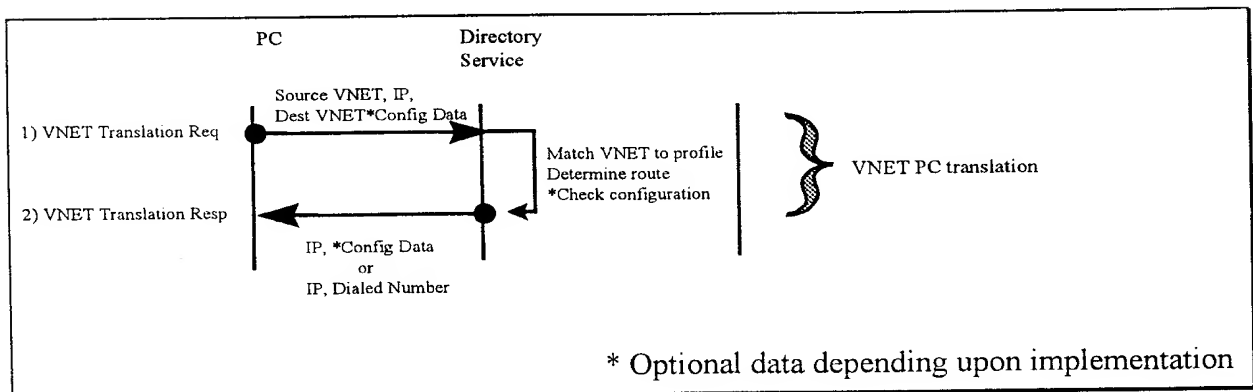 PC
Directory
Service
Source VNET, IP,
Dest VNET*Config Data
1) VNET Translation Req
Match VNET to profile
Determine route
*Check configuration
VNET PC translation
2) VNET Translation Resp
IP, *Config Data
or
IP, Dialed Number
* Optional data depending upon implementation